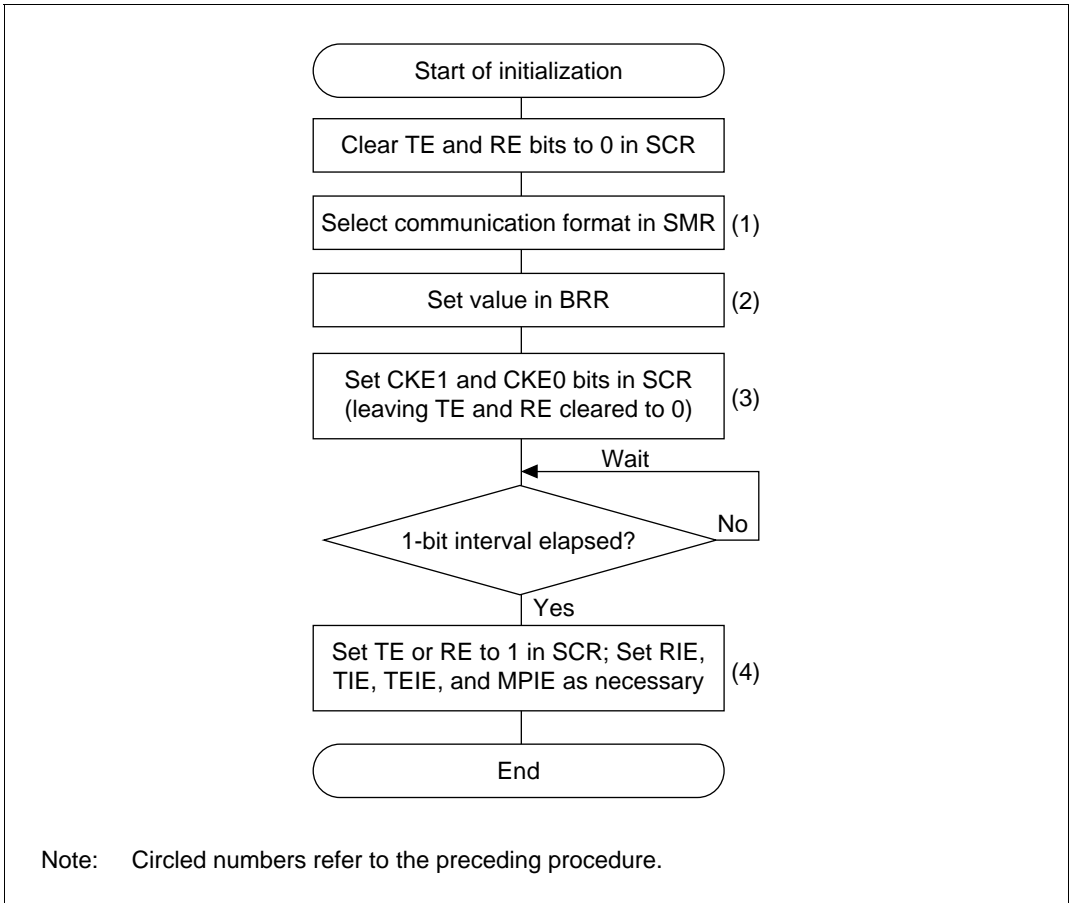 Start of initialization
Clear TE and RE bits to 0 in SCR
Select communication format in SMR (1)
Set value in BRR (2)
Set CKE1 and CKE0 bits in SCR
(leaving TE and RE cleared to 0)
(3)
Wait
1-bit interval elapsed?
No
Yes
Set TE or RE to 1 in SCR; Set RIE,
TIE, TEIE, and MPIE as necessary
(4)
End
Note: Circled numbers refer to the preceding procedure.